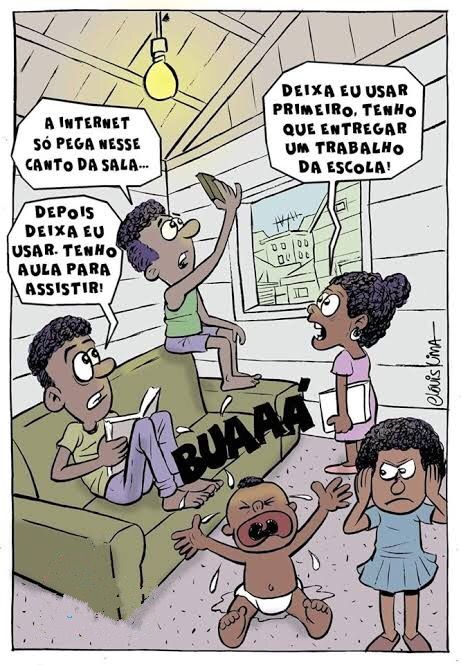 A INTERNET
SÓ PEGA NESSE
CANTO DA SALA...
DEIXA EU USAR
PRIMEIRO, TENHO
QUE ENTREGAR
UM TRABALHO
DA ESCOLA!
DEPOIS
DEIXA EU
USAR. TENHO
AULA PARA
ASSISTIR!
BUAAÁ